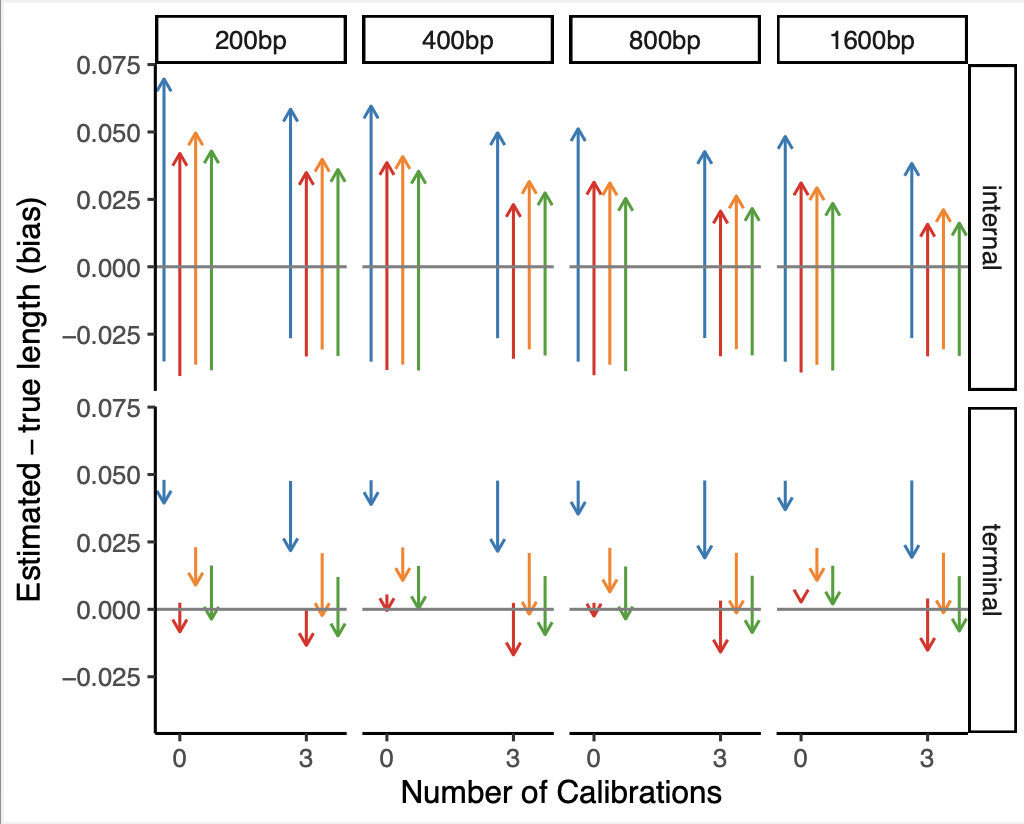 200bp 400bp 800bp 1600bp
0.075
0.050
0.025
0.000
−0.025
internal
0.075
0.050
0.025
0.000
−0.025
terminal
Estimated − true length (bias)
0 3 0 3 0 3 0 3
Number of Calibrations